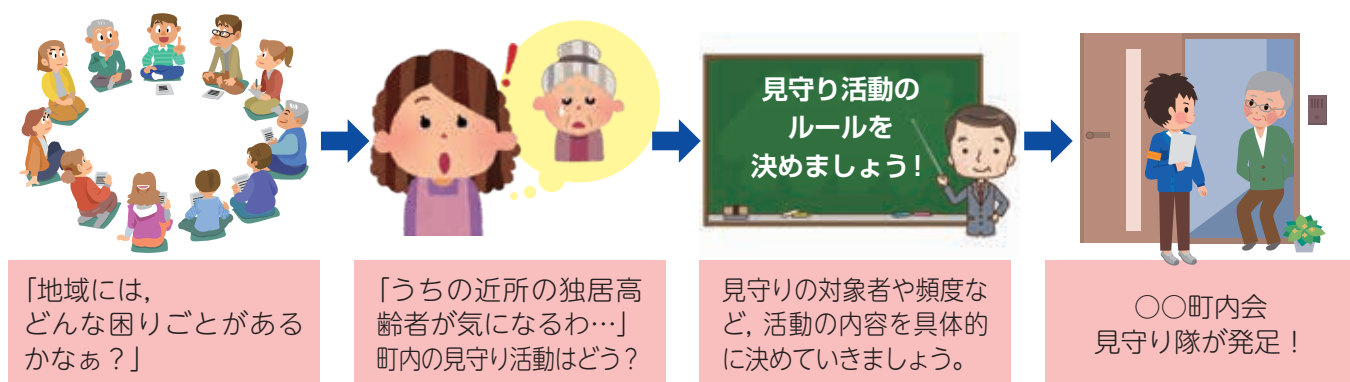 見守り活動の
ルールを
決めましょう！
「地域には，
どんな困りごとがある
かなぁ？」
「うちの近所の独居高
齢者が気になるわ…」
町内の見守り活動はどう？
見守りの対象者や頻度な
ど，活動の内容を具体的
に決めていきましょう。
○○町内会
見守り隊が発足！